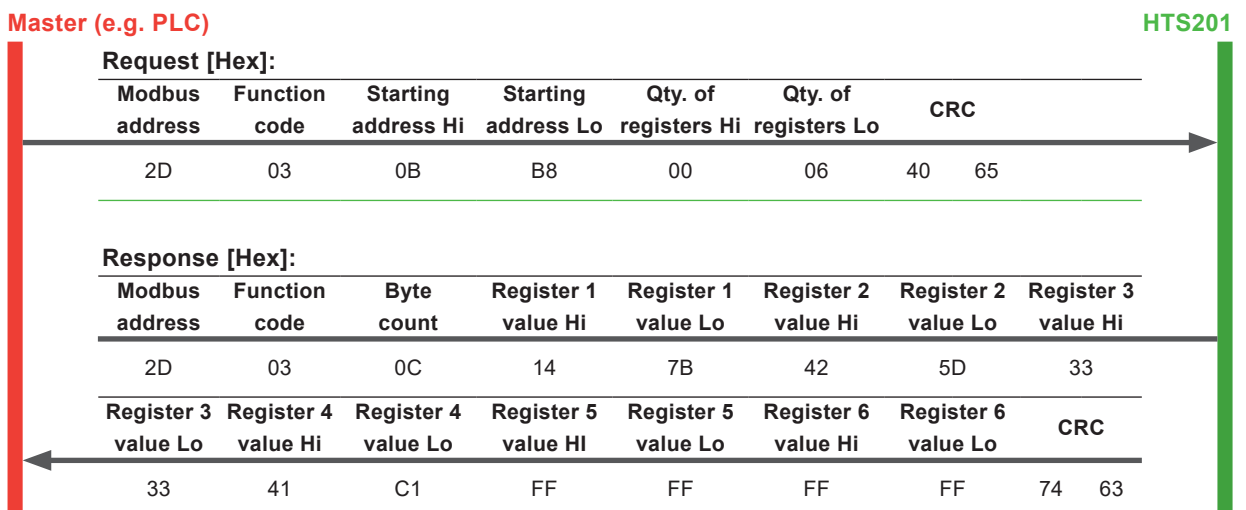 Master (e.g. PLC) HTS201
Request [Hex]:
Modbus address Function code Starting address Hi Starting address Lo Qty. of registers Hi Qty. of registers Lo CRC
2D 03 0B B8 00 06 40 65
Response [Hex]:
Modbus address Function code Byte count Register 1 value Hi Register 1 value Lo Register 2 value Hi Register 2 value Lo Register 3 value Hi
2D 03 0C 14 7B 42 5D 33
Register 3 value Lo Register 4 value Hi Register 4 value Lo Register 5 value HI Register 5 value Lo Register 6 value Hi Register 6 value Lo CRC
33 41 C1 FF FF FF FF 74 63